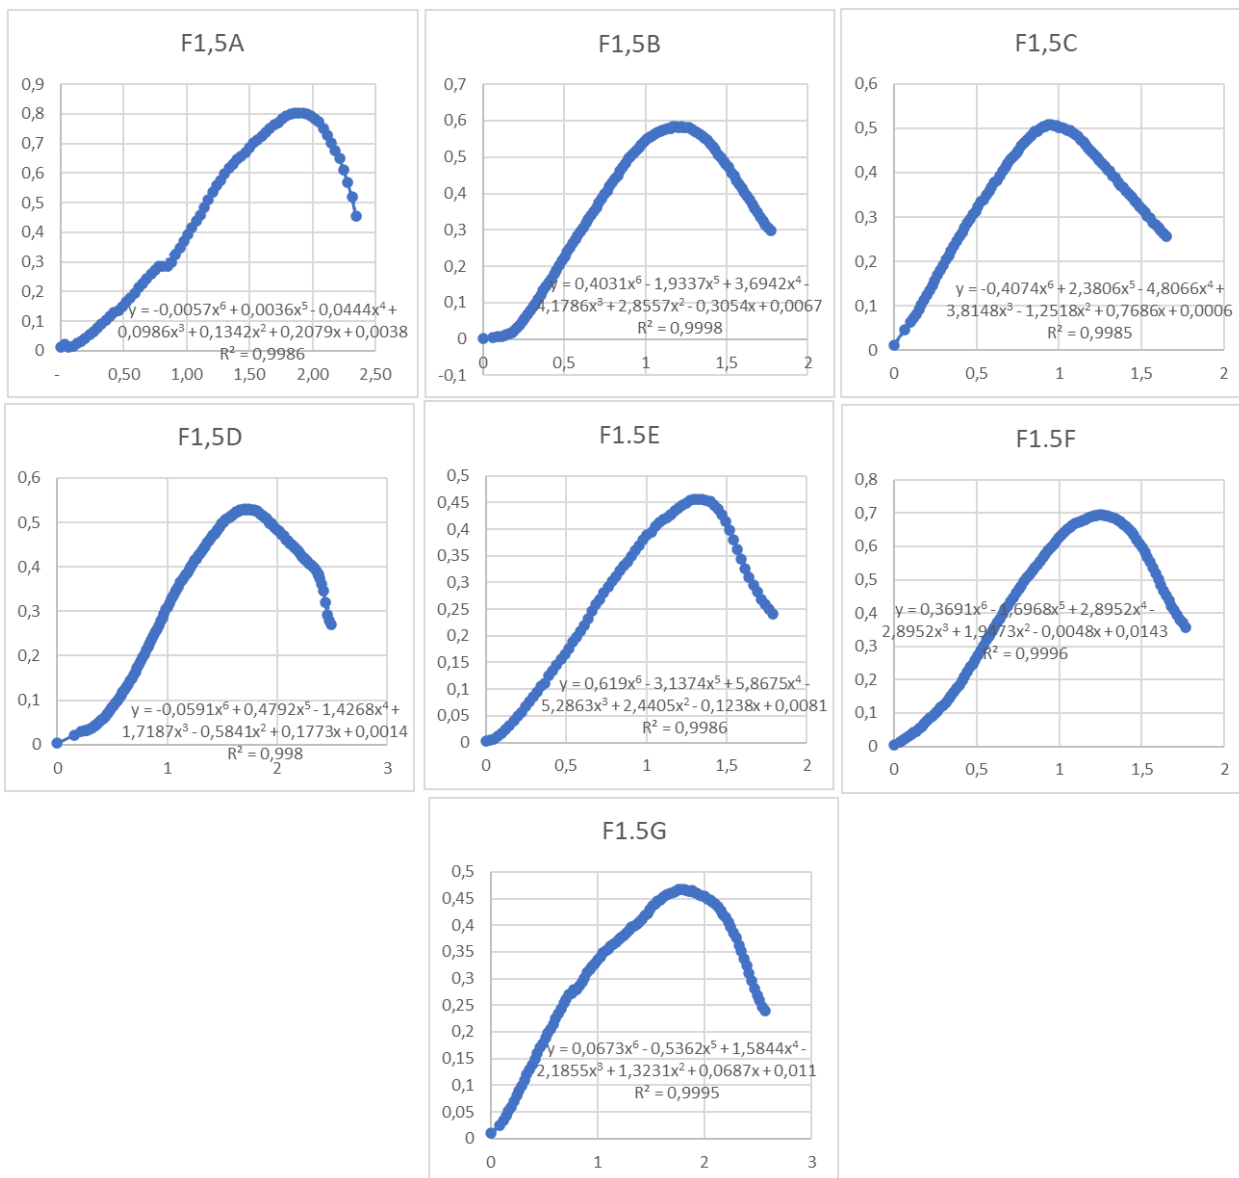 F1,5A
0,9
0,8
0,7
0,6
0,5
0,4
0,3
0,2
0,1
0
y = -0,0057x⁶ + 0,0036x⁵ - 0,0444x⁴ +
0,0986x³ + 0,1342x² + 0,2079x + 0,0038
R² = 0,9986
- 0,50 1,00 1,50 2,00 2,50
F1,5B
0,7
0,6
0,5
0,4
0,3
0,2
0,1
0
-0,1
y = 0,4031x⁶ - 1,9337x⁵ + 3,6942x⁴ -
4,1786x³ + 2,8557x² - 0,3054x + 0,0067
R² = 0,9998
0 0,5 1 1,5 2
F1,5C
0,6
0,5
0,4
0,3
0,2
0,1
0
y = -0,4074x⁶ + 2,3806x⁵ - 4,8066x⁴ +
3,8148x³ - 1,2518x² + 0,7686x + 0,0006
R² = 0,9985
0 0,5 1 1,5 2
F1,5D
0,6
0,5
0,4
0,3
0,2
0,1
0
y = -0,0591x⁶ + 0,4792x⁵ - 1,4268x⁴ +
1,7187x³ - 0,5841x² + 0,1773x + 0,0014
R² = 0,998
0 1 2 3
F1.5E
0,5
0,45
0,4
0,35
0,3
0,25
0,2
0,15
0,1
0,05
0
y = 0,619x⁶ - 3,1374x⁵ + 5,8675x⁴ -
5,2863x³ + 2,4405x² - 0,1238x + 0,0081
R² = 0,9986
0 0,5 1 1,5 2
F1.5F
0,8
0,7
0,6
0,5
0,4
0,3
0,2
0,1
0
y = 0,3691x⁶ - 1,6968x⁵ + 2,8952x⁴ -
2,8952x³ + 1,9473x² - 0,0048x + 0,0143
R² = 0,9996
0 0,5 1 1,5 2
F1.5G
0,5
0,45
0,4
0,35
0,3
0,25
0,2
0,15
0,1
0,05
0
y = 0,0673x⁶ - 0,5362x⁵ + 1,5844x⁴ -
2,1855x³ + 1,3231x² + 0,0687x + 0,011
R² = 0,9995
0 1 2 3